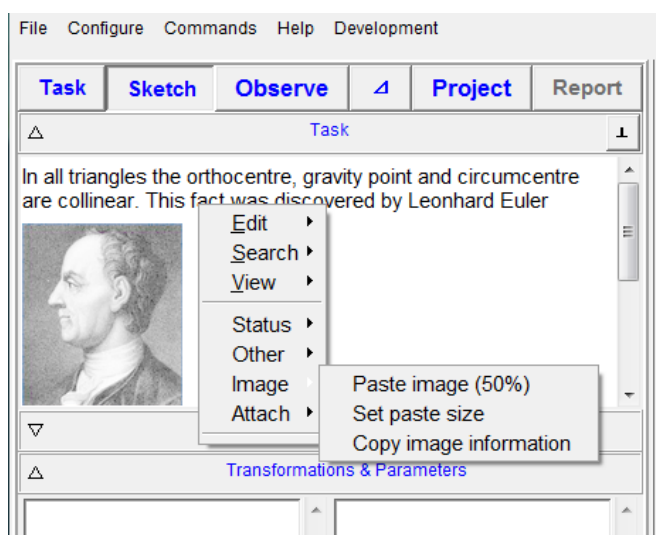 File Configure Commands Help Development
Task Sketch Observe Project Report
Task
In all triangles the orthocentre, gravity point and circumcentre
are collinear. This fact was discovered by Leonhard Euler
Edit
Search
View
Status
Other
Image Paste image (50%)
Attach Set paste size
Copy image information
Transformations & Parameters